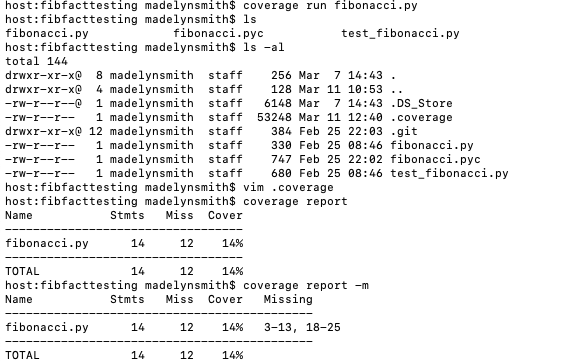 host:fibfacttesting madelynsmith$ coverage run fibonacci.py
host:fibfacttesting madelynsmith$ ls
fibonacci.py fibonacci.pyc test_fibonacci.py
host:fibfacttesting madelynsmith$ ls -al
total 144
drwxr-xr-x@ 8 madelynsmith staff 256 Mar 7 14:43 .
drwxr-xr-x@ 4 madelynsmith staff 128 Mar 11 10:53 ..
-rw-r--r--@ 1 madelynsmith staff 6148 Mar 7 14:43 .DS_Store
-rw-r--r-- 1 madelynsmith staff 53248 Mar 11 12:40 .coverage
drwxr-xr-x@ 12 madelynsmith staff 384 Feb 25 22:03 .git
-rw-r--r-- 1 madelynsmith staff 330 Feb 25 08:46 fibonacci.py
-rw-r--r-- 1 madelynsmith staff 747 Feb 25 22:02 fibonacci.pyc
-rw-r--r-- 1 madelynsmith staff 680 Feb 25 08:46 test_fibonacci.py
host:fibfacttesting madelynsmith$ vim .coverage
host:fibfacttesting madelynsmith$ coverage report
Name Stmts Miss Cover
----------------------------------
fibonacci.py 14 12 14%
----------------------------------
TOTAL 14 12 14%
host:fibfacttesting madelynsmith$ coverage report -m
Name Stmts Miss Cover Missing
--------------------------------------------
fibonacci.py 14 12 14% 3-13, 18-25
--------------------------------------------
TOTAL 14 12 14%